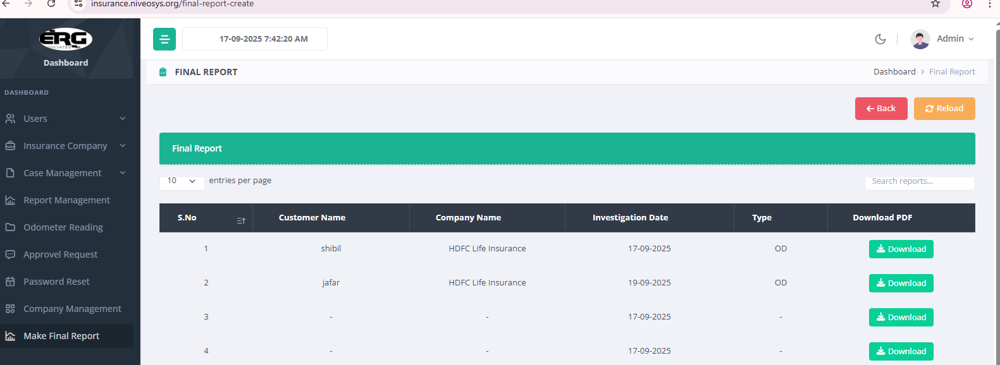 insurance.niveosys.org/final-report-create
ERG
SOCIATES
Dashboard
17-09-2025 7:42:20 AM
Admin
FINAL REPORT
Dashboard > Final Report
DASHBOARD
Users
Insurance Company
Case Management
Report Management
Odometer Reading
Approvel Request
Password Reset
Company Management
Make Final Report
Back Reload
Final Report
10 entries per page
Search reports...
S.No Customer Name Company Name Investigation Date Type Download PDF
1 shibil HDFC Life Insurance 17-09-2025 OD Download
2 jafar HDFC Life Insurance 19-09-2025 OD Download
3 - - 17-09-2025 - Download
4 - - 17-09-2025 - Download